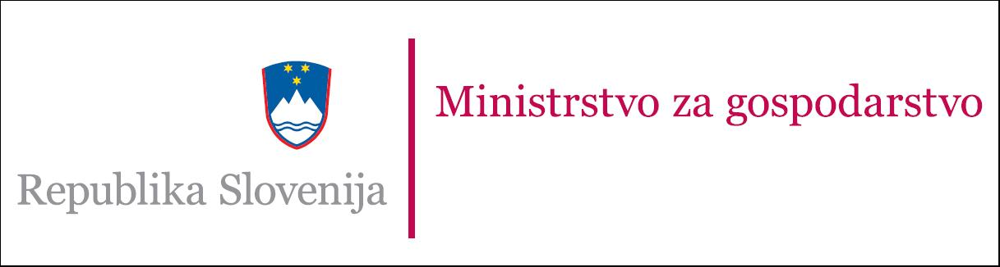 Republika Slovenija
Ministrstvo za gospodarstvo